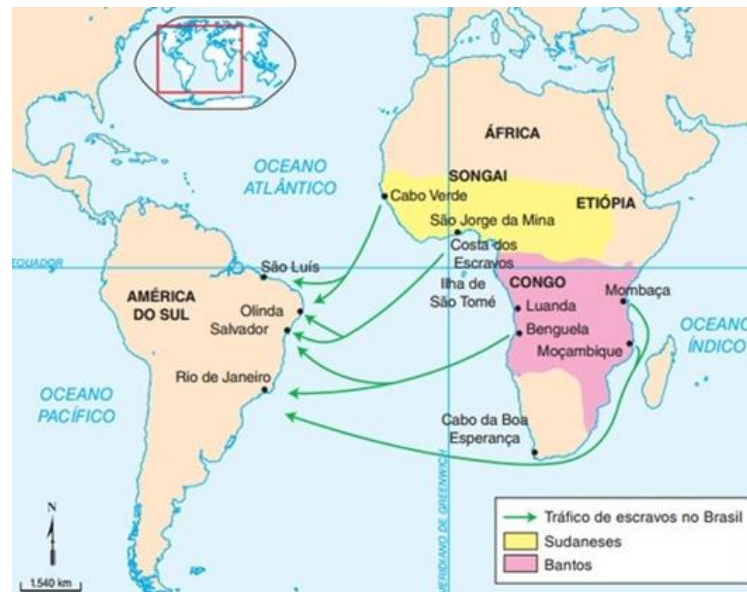 ÁFRICA
OCEANO
ATLÂNTICO
SONGAI
Cabo Verde
ETIÓPIA
São Jorge da Mina
Costa dos
Escravos
EQUADOR
São Luís
Ilha de
São Tomé
CONGO
Mombaça
AMÉRICA
DO SUL
Olinda
Salvador
Luanda
Benguela
Moçambique
OCEANO
ÍNDICO
Rio de Janeiro
OCEANO
PACÍFICO
Cabo da Boa
Esperança
MERIDIANO DE GREENWICH
N
1.540 km
Tráfico de escravos no Brasil
Sudaneses
Bantos